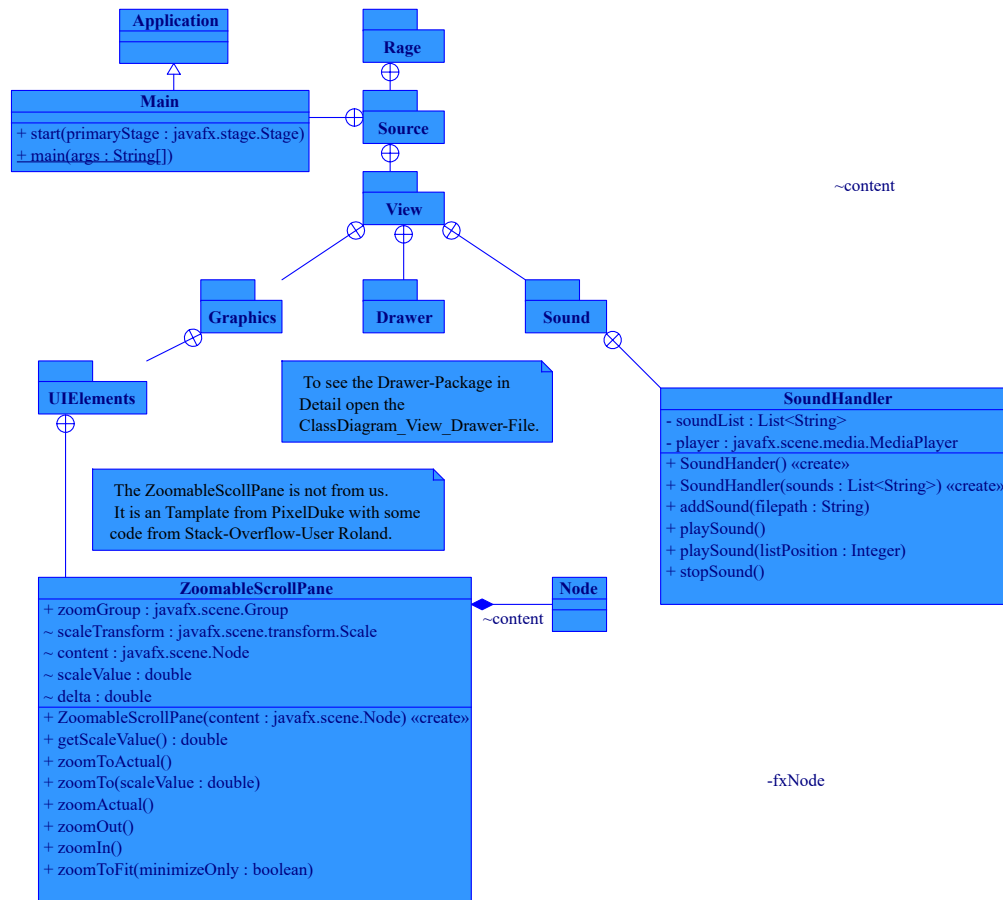 Application
Rage
Main
+ start(primaryStage : javafx.stage.Stage)
+ main(args : String[])
Source
~content
View
Graphics
Drawer
Sound
UIElements
To see the Drawer-Package in
Detail open the
ClassDiagram_View_Drawer-File.
SoundHandler
- soundList : List<String>
- player : javafx.scene.media.MediaPlayer
+ SoundHander() «create»
+ SoundHandler(sounds : List<String>) «create»
+ addSound(filepath : String)
+ playSound()
+ playSound(listPosition : Integer)
+ stopSound()
The ZoomableScollPane is not from us.
It is an Tamplate from PixelDuke with some
code from Stack-Overflow-User Roland.
ZoomableScrollPane
+ zoomGroup : javafx.scene.Group
~ scaleTransform : javafx.scene.transform.Scale
~ content : javafx.scene.Node
~ scaleValue : double
~ delta : double
+ ZoomableScrollPane(content : javafx.scene.Node) «create»
+ getScaleValue() : double
+ zoomToActual()
+ zoomTo(scaleValue : double)
+ zoomActual()
+ zoomOut()
+ zoomIn()
+ zoomToFit(minimizeOnly : boolean)
Node
~content
-fxNode